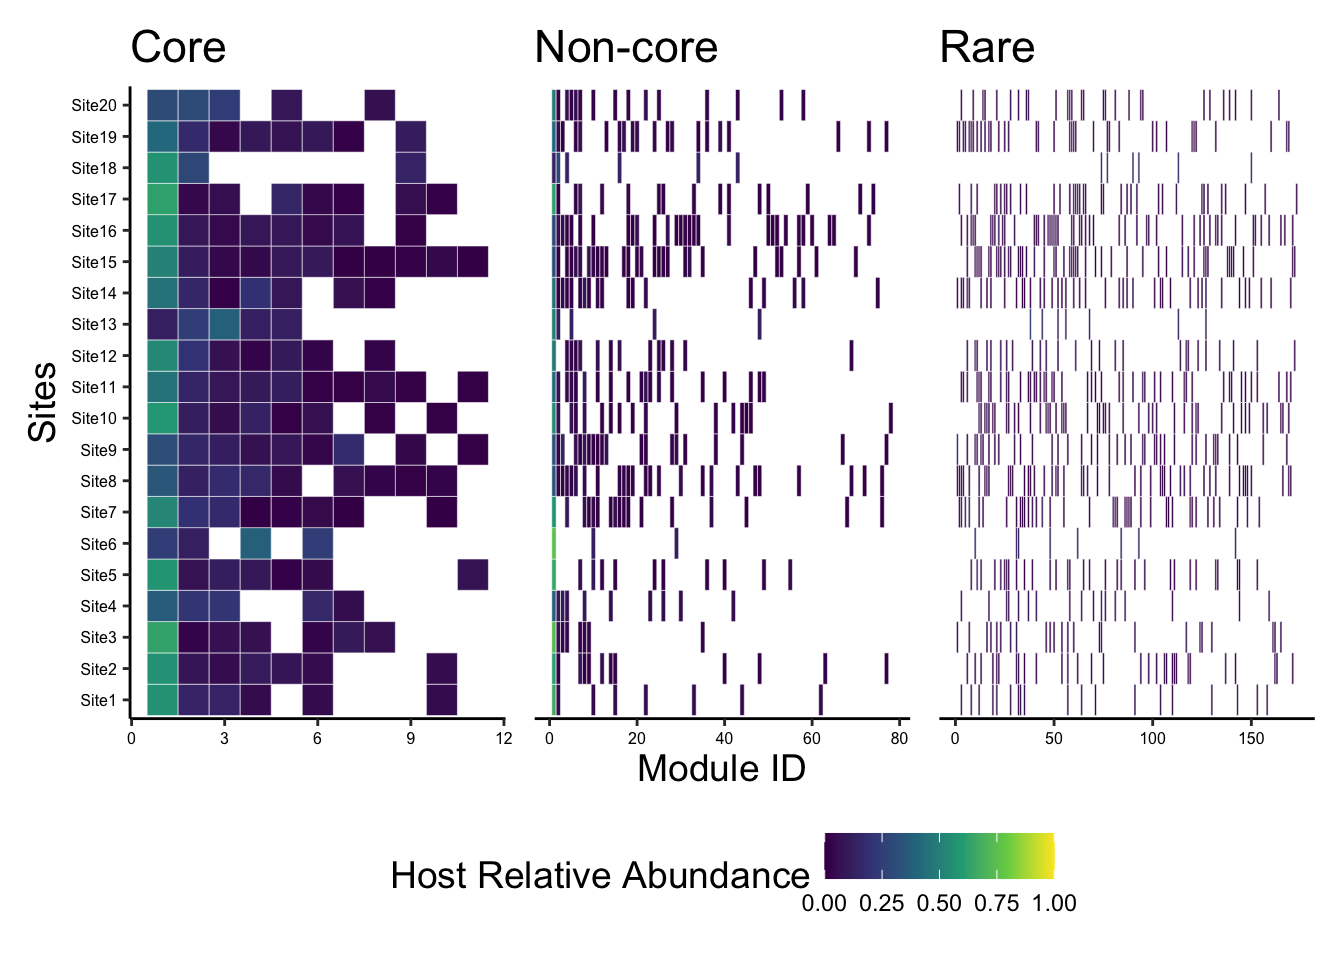 Core Non-core Rare
Site20
Site19
Site18
Site17
Site16
Site15
Site14
Site13
Site12
Site11
Site10
Site9
Site8
Site7
Site6
Site5
Site4
Site3
Site2
Site1
Sites
0 3 6 9 12 0 20 40 60 80 0 50 100 150
Module ID
Host Relative Abundance
0.00 0.25 0.50 0.75 1.00